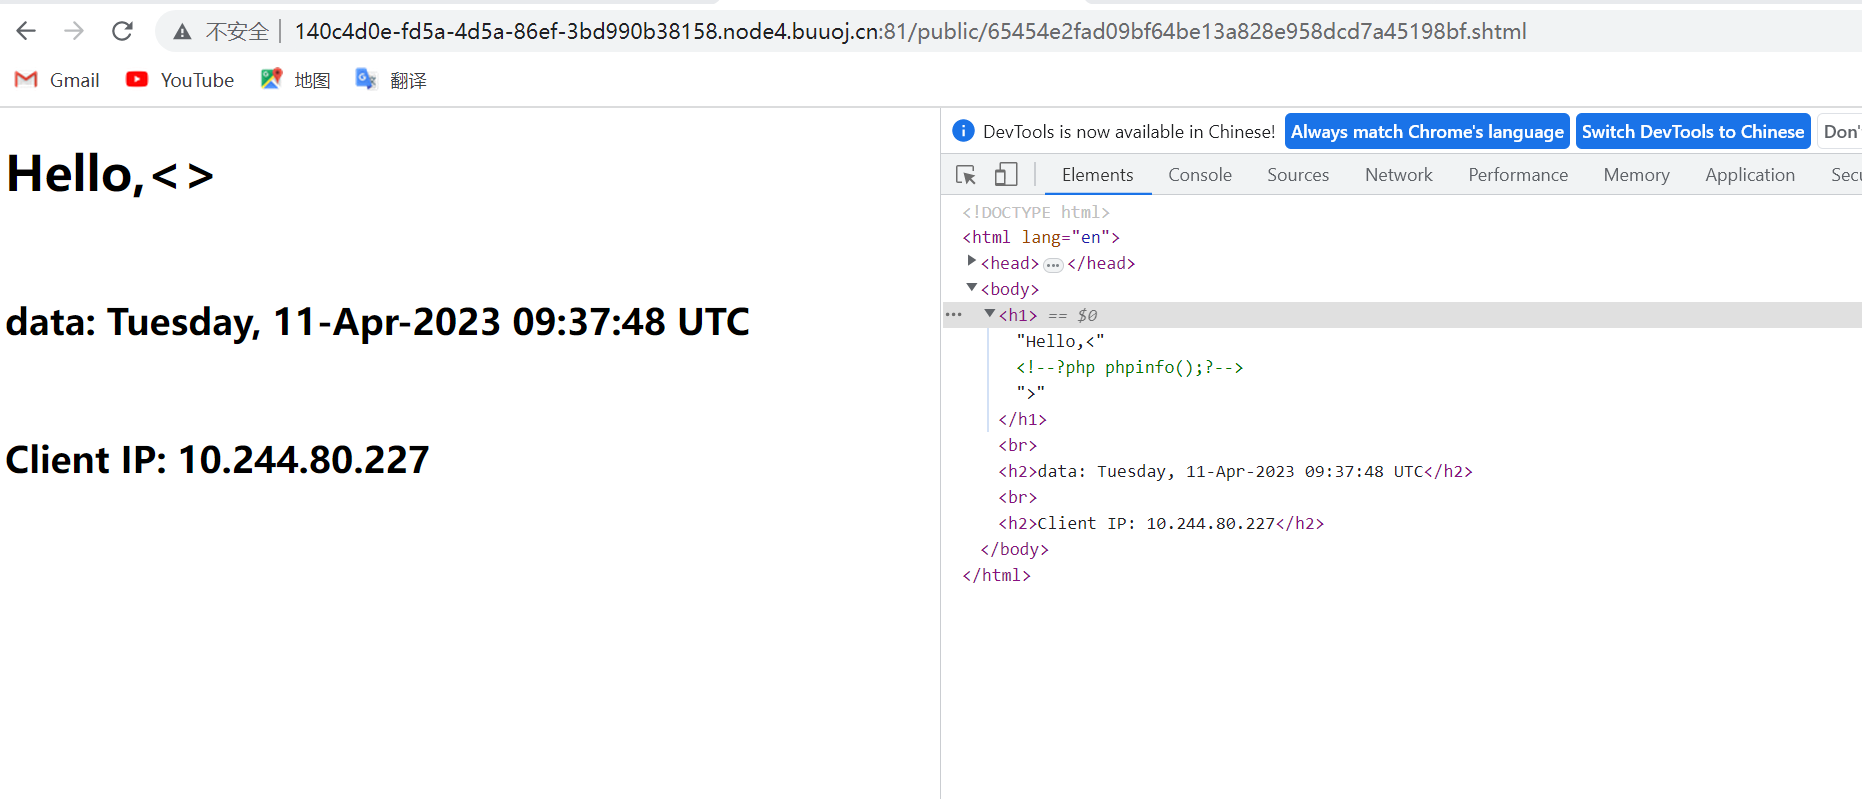 不安全 | 140c4d0e-fd5a-4d5a-86ef-3bd990b38158.node4.buuoj.cn:81/public/65454e2fad09bf64be13a828e958dcd7a45198bf.shtml
Gmail YouTube 地图 翻译
Hello,<>
data: Tuesday, 11-Apr-2023 09:37:48 UTC
Client IP: 10.244.80.227
DevTools is now available in Chinese! Always match Chrome's language Switch DevTools to Chinese Don'
Elements Console Sources Network Performance Memory Application Secu
<!DOCTYPE html>
<html lang="en">
<head>…</head>
<body>
<h1> == $0
"Hello,<"
<!--?php phpinfo();?-->
">"
</h1>
<br>
<h2>data: Tuesday, 11-Apr-2023 09:37:48 UTC</h2>
<br>
<h2>Client IP: 10.244.80.227</h2>
</body>
</html>